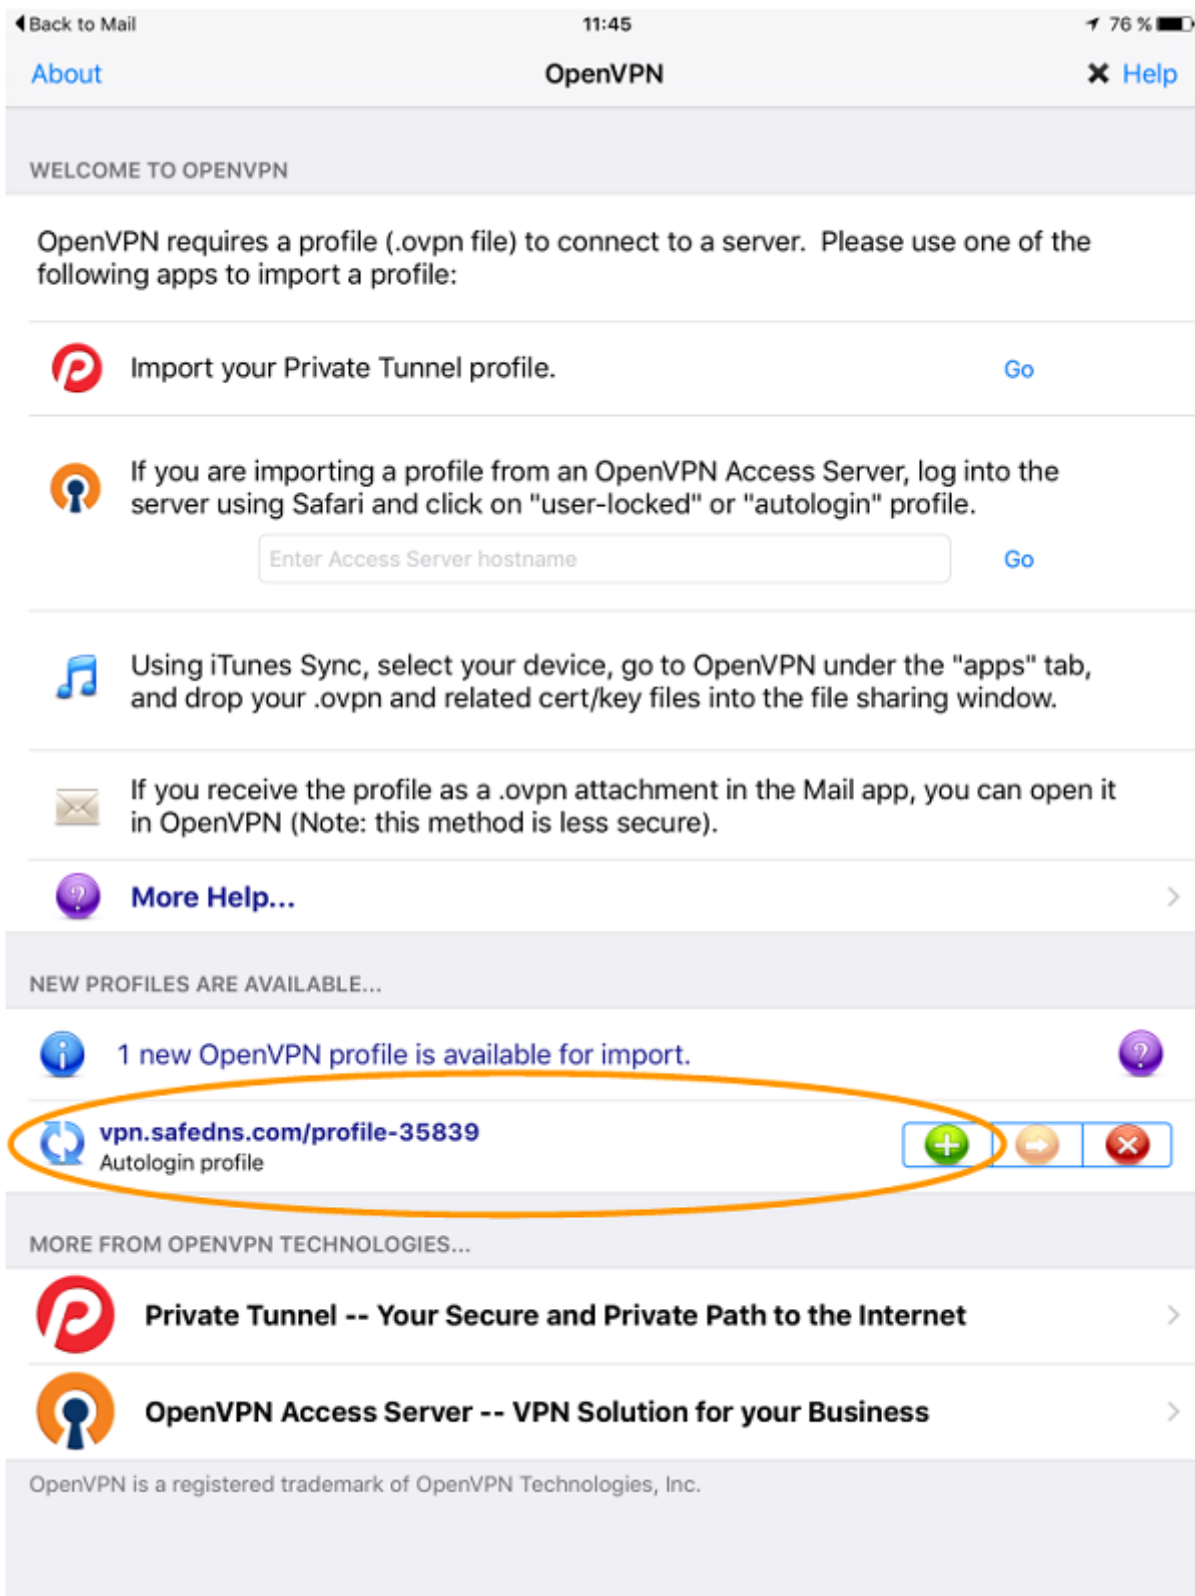 Back to Mail
11:45
76 %
About
OpenVPN
Help
WELCOME TO OPENVPN
OpenVPN requires a profile (.ovpn file) to connect to a server.  Please use one of the
following apps to import a profile:
Import your Private Tunnel profile.
Go
If you are importing a profile from an OpenVPN Access Server, log into the
server using Safari and click on "user-locked" or "autologin" profile.
Enter Access Server hostname
Go
Using iTunes Sync, select your device, go to OpenVPN under the "apps" tab,
and drop your .ovpn and related cert/key files into the file sharing window.
If you receive the profile as a .ovpn attachment in the Mail app, you can open it
in OpenVPN (Note: this method is less secure).
More Help...
NEW PROFILES ARE AVAILABLE...
1 new OpenVPN profile is available for import.
vpn.safedns.com/profile-35839
Autologin profile
MORE FROM OPENVPN TECHNOLOGIES...
Private Tunnel -- Your Secure and Private Path to the Internet
OpenVPN Access Server -- VPN Solution for your Business
OpenVPN is a registered trademark of OpenVPN Technologies, Inc.